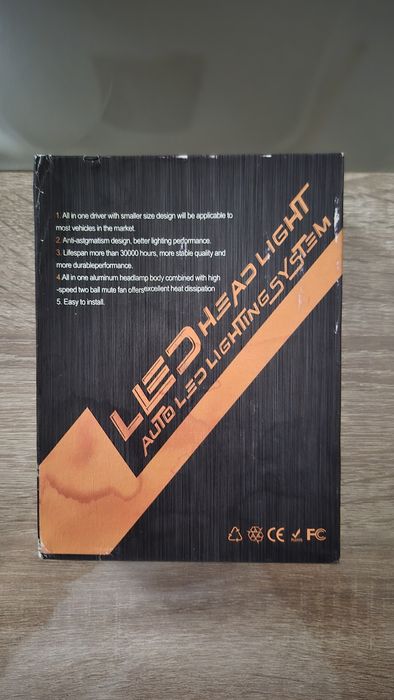 1. All in one driver with smaller size design will be applicable to
most vehicles in the market.
2. Anti-astgmatism design, better lighting performance.
3. Lifespan more than 30000 hours, more stable quality and
more durableperformance.
4.All in one aluminum headlamp body combined with high
-speed two ball mute fan offersexcellent heat dissipation
5. Easy to install.
LED HEAD LIGHT
AUTO LED LIGHTING SYSTEM
CE RoHS FC